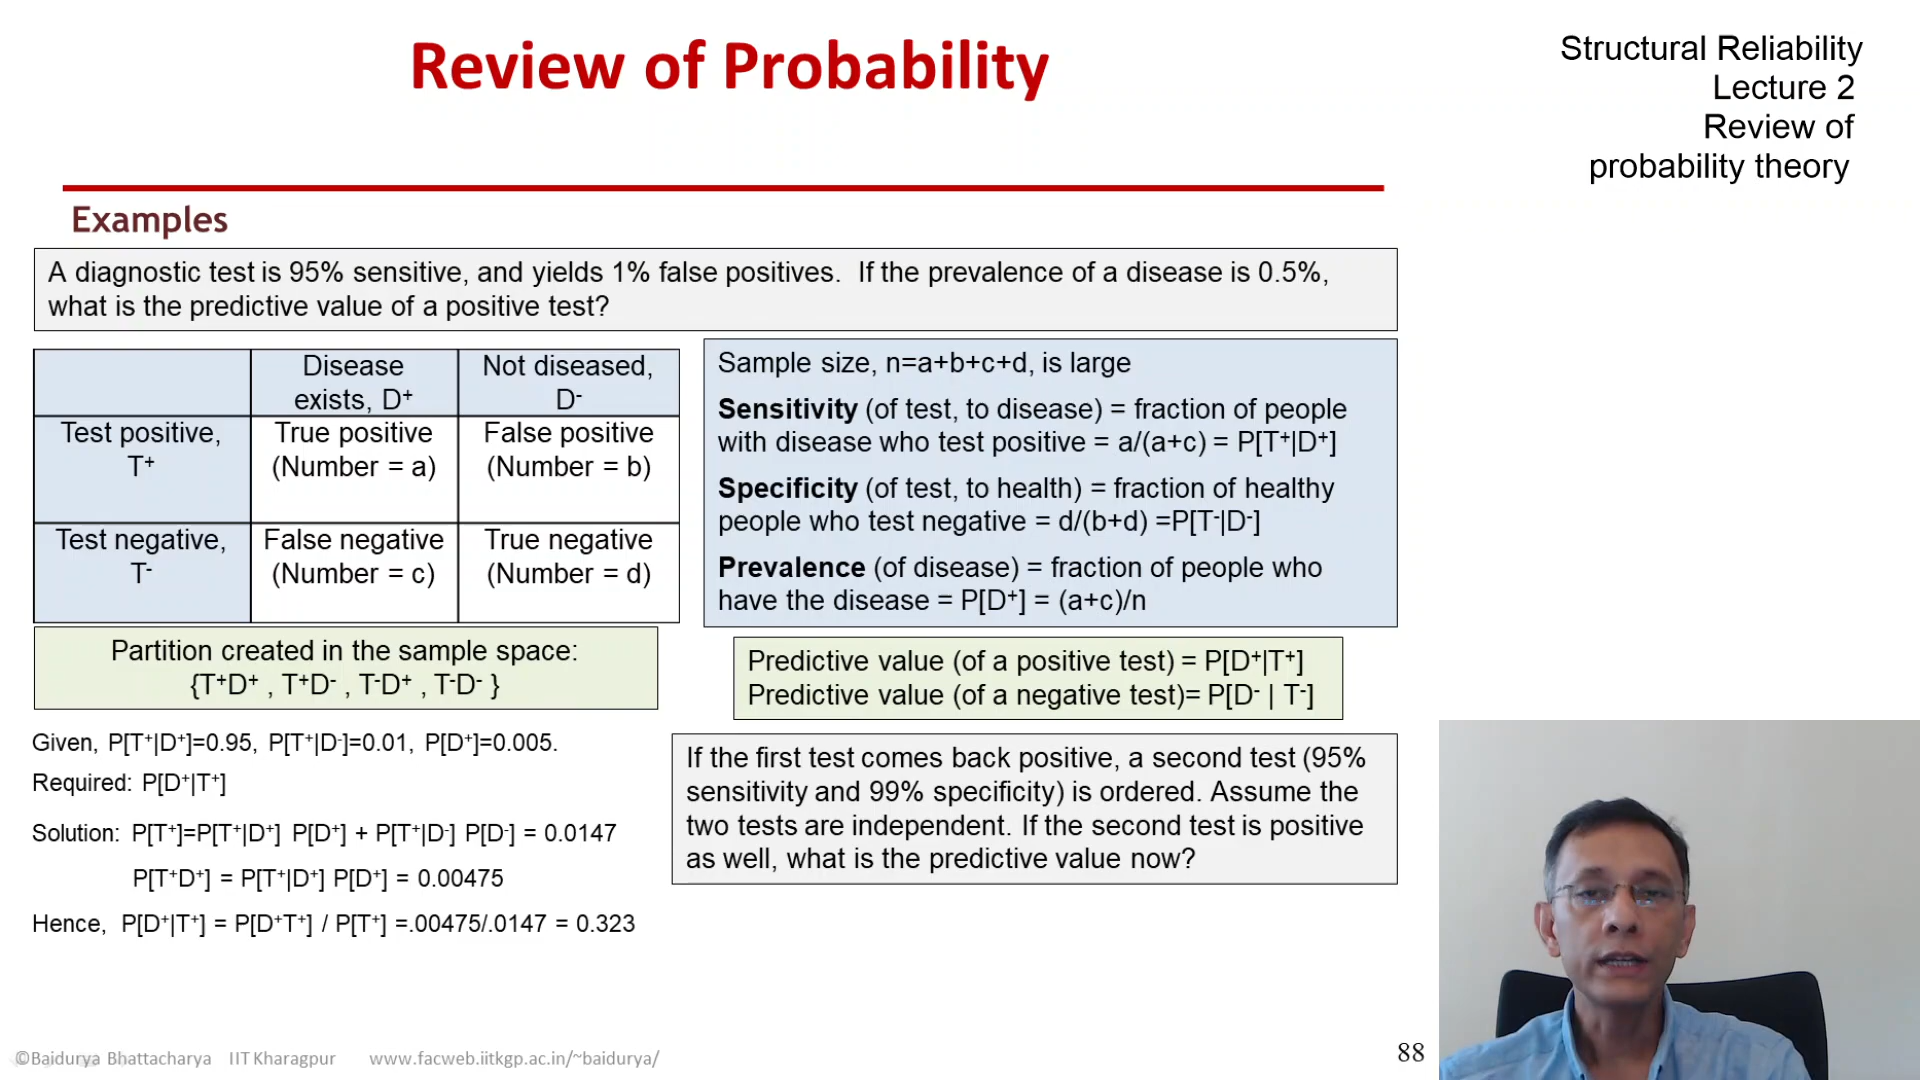 Review of Probability
Structural Reliability
Lecture 2
Review of
probability theory
Examples
A diagnostic test is 95% sensitive, and yields 1% false positives.  If the prevalence of a disease is 0.5%,
what is the predictive value of a positive test?
Disease
exists, D⁺
Not diseased,
D⁻
Test positive,
T⁺
True positive
(Number = a)
False positive
(Number = b)
Test negative,
T⁻
False negative
(Number = c)
True negative
(Number = d)
Sample size, n=a+b+c+d, is large
Sensitivity (of test, to disease) = fraction of people
with disease who test positive = a/(a+c) = P[T⁺|D⁺]
Specificity (of test, to health) = fraction of healthy
people who test negative = d/(b+d) =P[T⁻|D⁻]
Prevalence (of disease) = fraction of people who
have the disease = P[D⁺] = (a+c)/n
Partition created in the sample space:
{T⁺D⁺ , T⁺D⁻ , T⁻D⁺ , T⁻D⁻ }
Predictive value (of a positive test) = P[D⁺|T⁺]
Predictive value (of a negative test)= P[D⁻ | T⁻]
Given, P[T⁺|D⁺]=0.95, P[T⁺|D⁻]=0.01, P[D⁺]=0.005.
Required: P[D⁺|T⁺]
Solution: P[T⁺]=P[T⁺|D⁺] P[D⁺] + P[T⁺|D⁻] P[D⁻] = 0.0147
P[T⁺D⁺] = P[T⁺|D⁺] P[D⁺] = 0.00475
Hence, P[D⁺|T⁺] = P[D⁺T⁺] / P[T⁺] =.00475/.0147 = 0.323
If the first test comes back positive, a second test (95%
sensitivity and 99% specificity) is ordered. Assume the
two tests are independent. If the second test is positive
as well, what is the predictive value now?
©Baidurya Bhattacharya IIT Kharagpur www.facweb.iitkgp.ac.in/~baidurya/
88